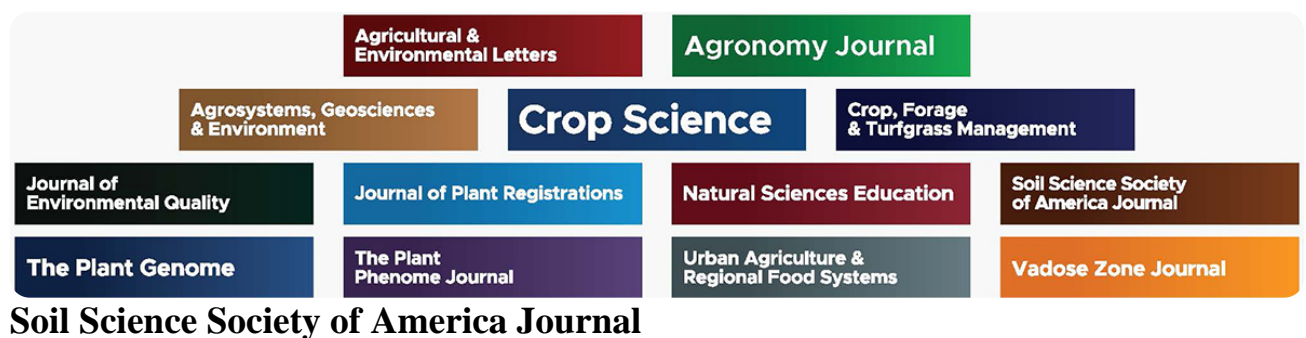 Agricultural &
Environmental Letters
Agronomy Journal
Agrosystems, Geosciences
& Environment
Crop Science
Crop, Forage
& Turfgrass Management
Journal of
Environmental Quality
Journal of Plant Registrations
Natural Sciences Education
Soil Science Society
of America Journal
The Plant Genome
The Plant
Phenome Journal
Urban Agriculture &
Regional Food Systems
Vadose Zone Journal
Soil Science Society of America Journal